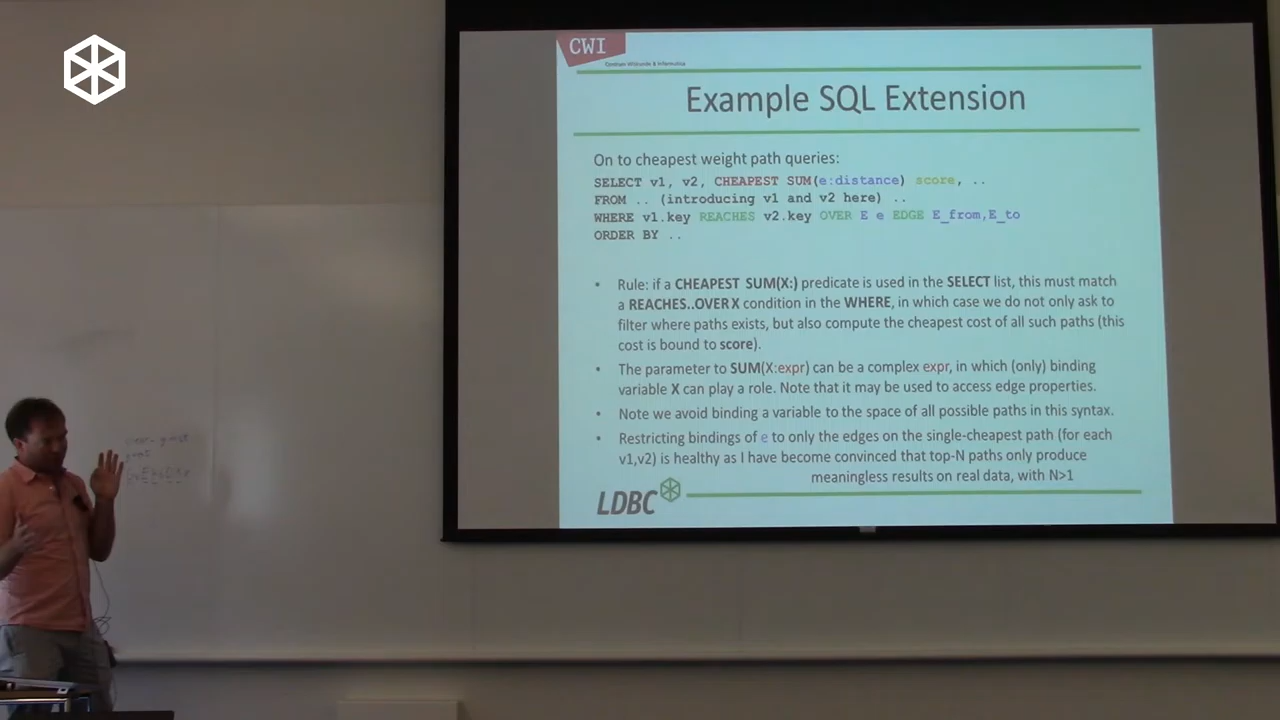 CWI
Centrum Wiskunde & Informatica
Example SQL Extension
On to cheapest weight path queries:
SELECT v1, v2, CHEAPEST SUM(e:distance) score, ..
FROM .. (introducing v1 and v2 here) ..
WHERE v1.key REACHES v2.key OVER E e EDGE E_from,E_to
ORDER BY ..
• Rule: if a CHEAPEST SUM(X:) predicate is used in the SELECT list, this must match
a REACHES..OVER X condition in the WHERE, in which case we do not only ask to
filter where paths exists, but also compute the cheapest cost of all such paths (this
cost is bound to score).
• The parameter to SUM(X:expr) can be a complex expr, in which (only) binding
variable X can play a role. Note that it may be used to access edge properties.
• Note we avoid binding a variable to the space of all possible paths in this syntax.
• Restricting bindings of e to only the edges on the single-cheapest path (for each
v1,v2) is healthy as I have become convinced that top-N paths only produce
meaningless results on real data, with N>1
LDBC